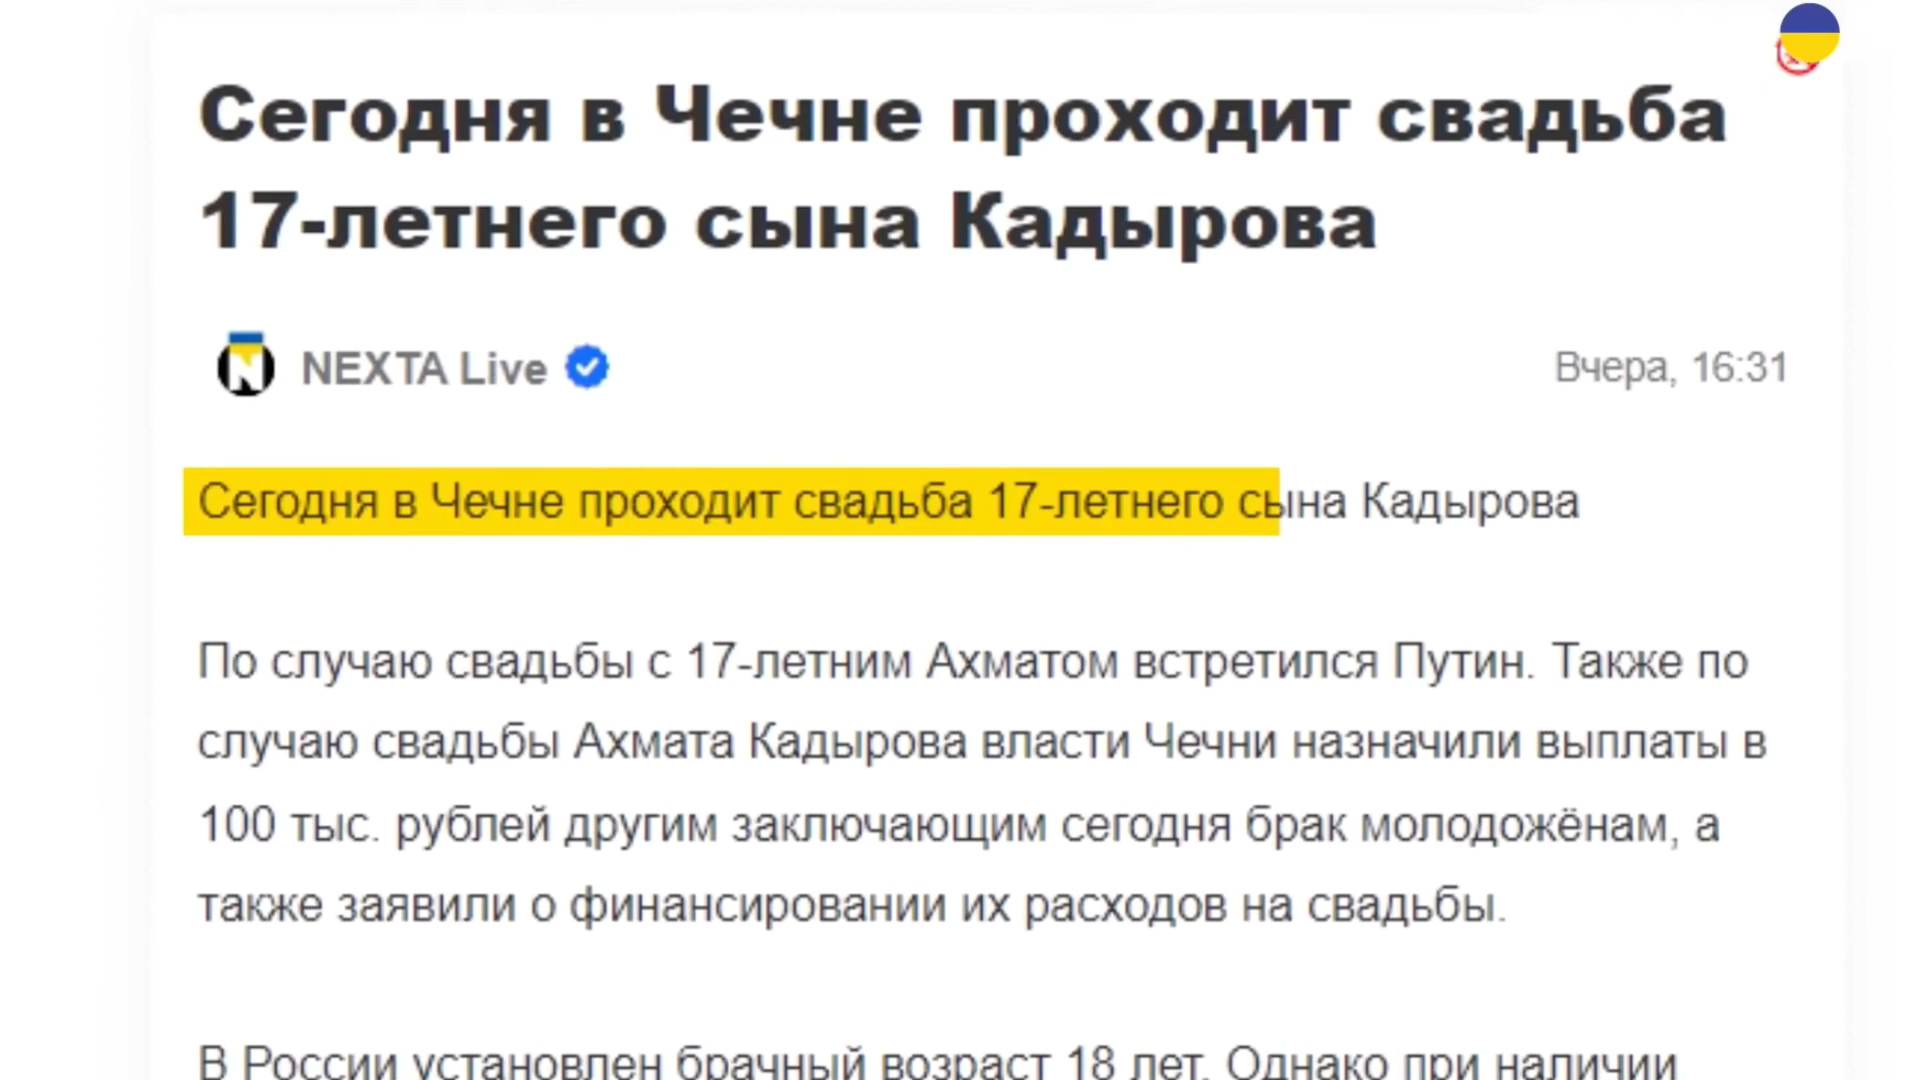 Сегодня в Чечне проходит свадьба
17-летнего сына Кадырова
NEXTA Live
Вчера, 16:31
Сегодня в Чечне проходит свадьба 17-летнего сына Кадырова
По случаю свадьбы с 17-летним Ахматом встретился Путин. Также по
случаю свадьбы Ахмата Кадырова власти Чечни назначили выплаты в
100 тыс. рублей другим заключающим сегодня брак молодожёнам, а
также заявили о финансировании их расходов на свадьбы.
В России установлен брачный возраст 18 лет. Однако при наличии